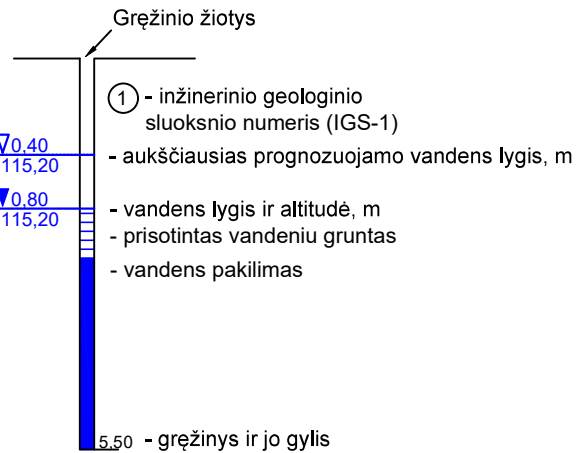 Gręžinio žiotys
1 - inžinerinio geologinio
sluoksnio numeris (IGS-1)
0,40
115,20
- aukščiausias prognozuojamo vandens lygis, m
0,80
115,20
- vandens lygis ir altitudė, m
- prisotintas vandeniu gruntas
- vandens pakilimas
5,50 - gręžinys ir jo gylis